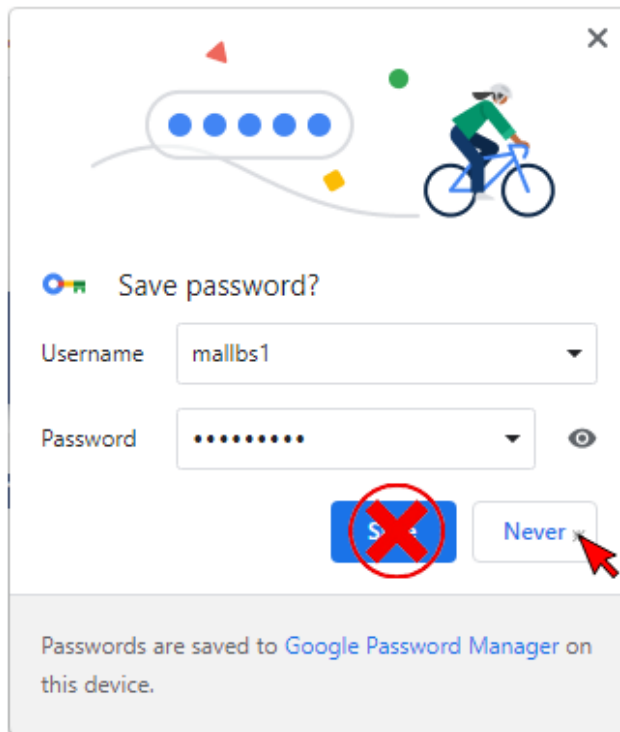 Save password?
Username mallbs1
Password •••••••••
Never
Passwords are saved to Google Password Manager on
this device.